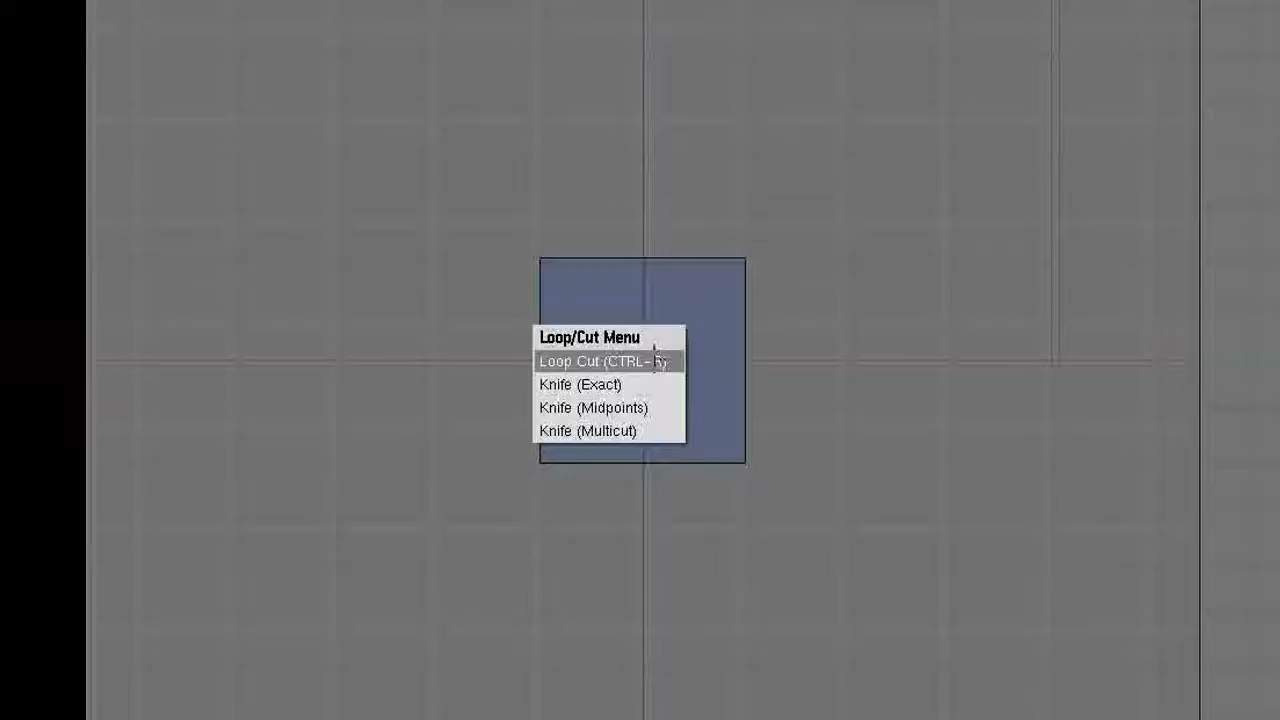 Loop/Cut Menu
Loop Cut (CTRL-R)
Knife (Exact)
Knife (Midpoints)
Knife (Multicut)